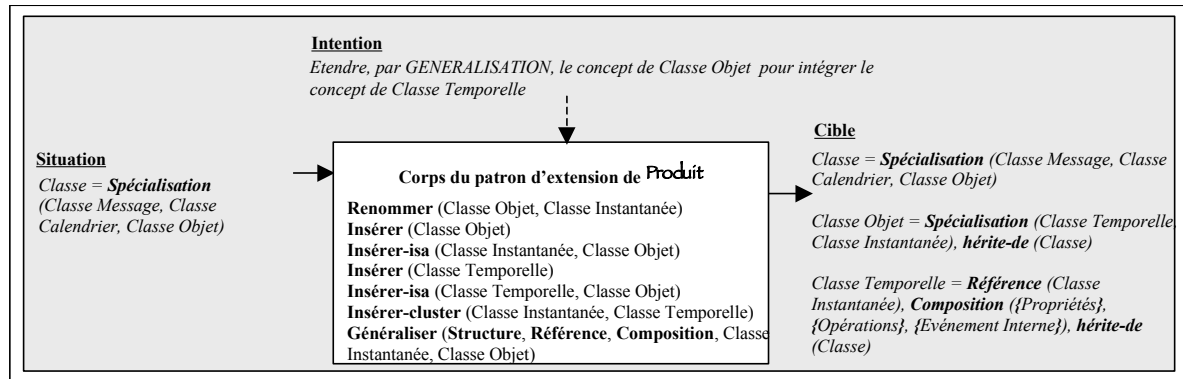 Intention
Etendre, par GENERALISATION, le concept de Classe Objet pour intégrer le
concept de Classe Temporelle
Situation
Classe = Spécialisation
(Classe Message, Classe
Calendrier, Classe Objet)
Corps du patron d'extension de Produit
Renommer (Classe Objet, Classe Instantanée)
Insérer (Classe Objet)
Insérer-isa (Classe Instantanée, Classe Objet)
Insérer (Classe Temporelle)
Insérer-isa (Classe Temporelle, Classe Objet)
Insérer-cluster (Classe Instantanée, Classe Temporelle)
Généraliser (Structure, Référence, Composition, Classe
Instantanée, Classe Objet)
Cible
Classe = Spécialisation (Classe Message, Classe
Calendrier, Classe Objet)
Classe Objet = Spécialisation (Classe Temporelle,
Classe Instantanée), hérite-de (Classe)
Classe Temporelle = Référence (Classe
Instantanée), Composition ({Propriétés},
{Opérations}, {Evénement Interne}), hérite-de
(Classe)